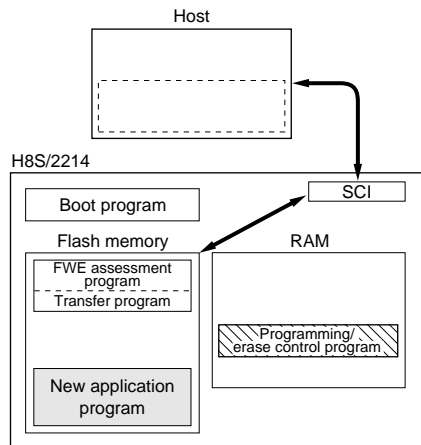 Host
H8S/2214
SCI
Boot program
Flash memory
RAM
FWE assessment
program
Transfer program
Programming/
erase control program
New application
program